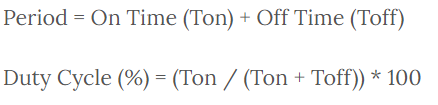 Period = On Time (Ton) + Off Time (Toff)
Duty Cycle (%) = (Ton / (Ton + Toff)) * 100